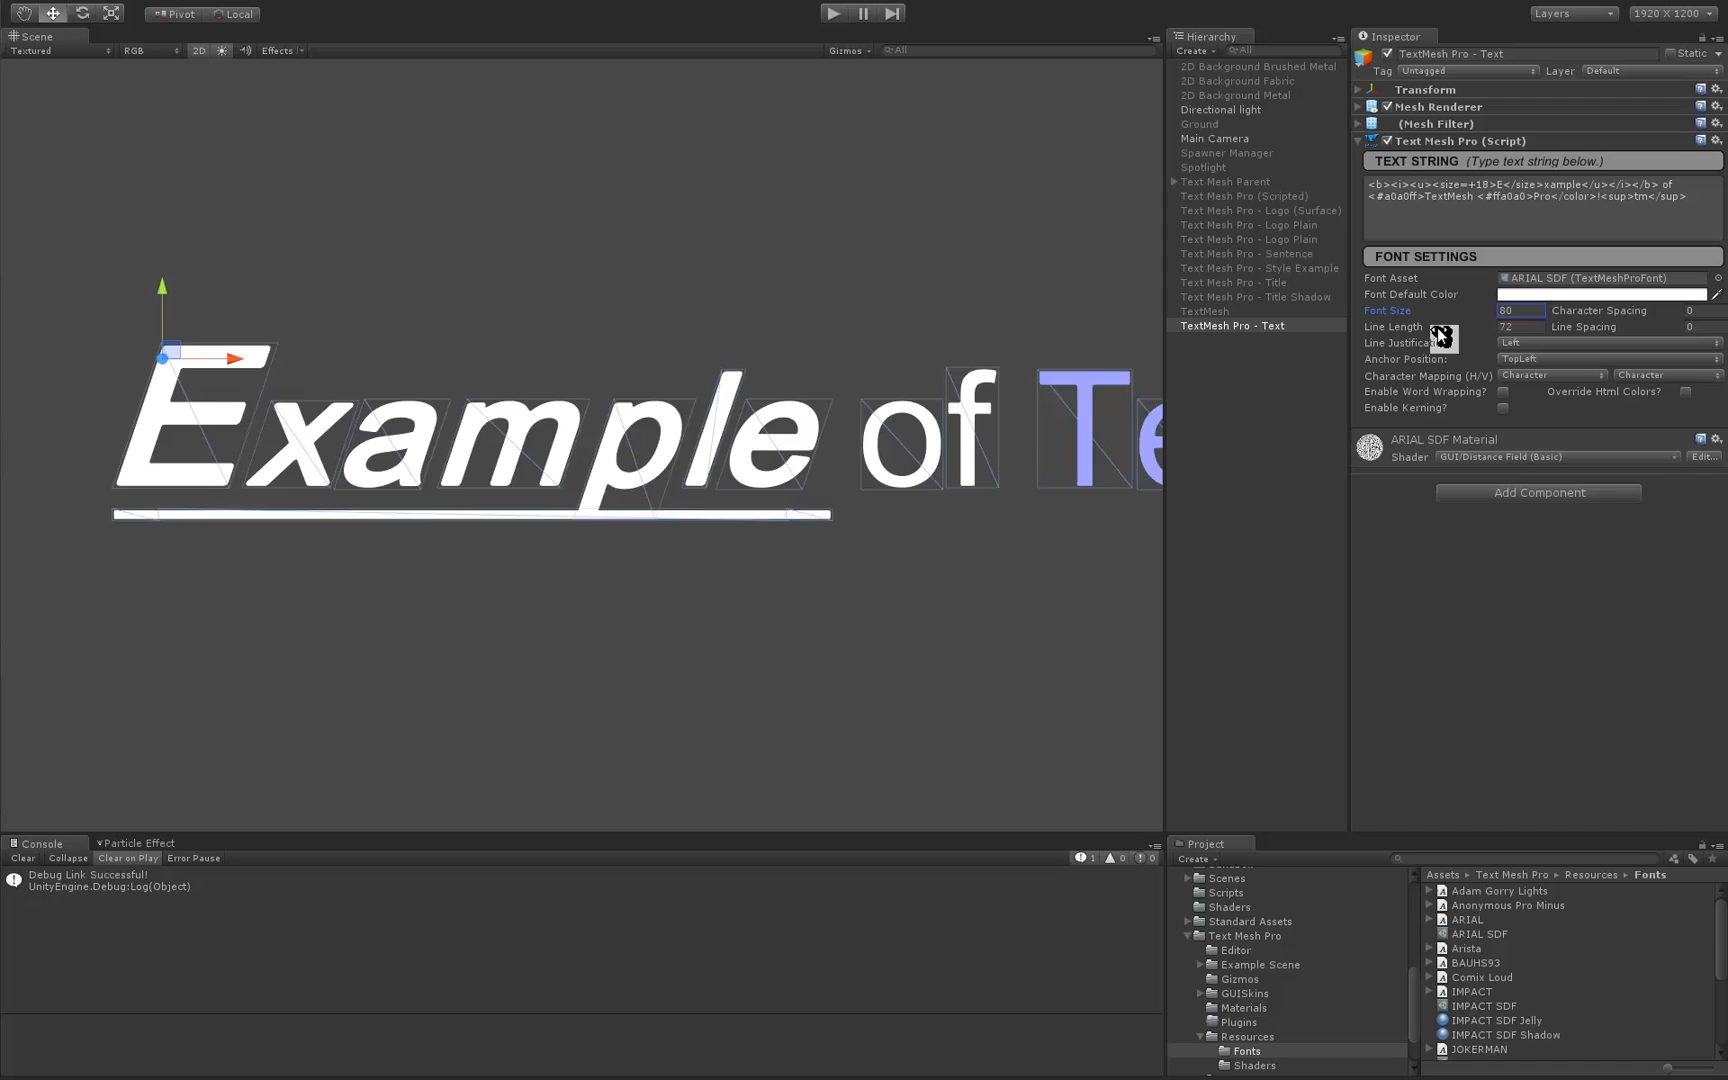 Pivot Local
Layers 1920 X 1200
Scene
Textured RGB 2D Effects Gizmos All
Example of Te
Hierarchy
Create All
2D Background Brushed Metal
2D Background Fabric
2D Background Metal
Directional light
Ground
Main Camera
Spawner Manager
Spotlight
Text Mesh Parent
Text Mesh Pro (Scripted)
Text Mesh Pro - Logo (Surface)
Text Mesh Pro - Logo Plain
Text Mesh Pro - Logo Plain
Text Mesh Pro - Sentence
Text Mesh Pro - Style Example
Text Mesh Pro - Title
Text Mesh Pro - Title Shadow
TextMesh
TextMesh Pro - Text
Inspector
TextMesh Pro - Text Static
Tag Untagged Layer Default
Transform
Mesh Renderer
(Mesh Filter)
Text Mesh Pro (Script)
TEXT STRING (Type text string below.)
<b><i><u><size=+18>E</size>xample</u></i></b> of
<#a0a0ff>TextMesh <#ffa0a0>Pro</color>!<sup>tm</sup>
FONT SETTINGS
Font Asset ARIAL SDF (TextMeshProFont)
Font Default Color
Font Size 80 Character Spacing 0
Line Length 72 Line Spacing 0
Line Justifica Left
Anchor Position: TopLeft
Character Mapping (H/V) Character Character
Enable Word Wrapping? Override Html Colors?
Enable Kerning?
ARIAL SDF Material
Shader GUI/Distance Field (Basic) Edit...
Add Component
Console Particle Effect
Clear Collapse Clear on Play Error Pause 1 0 0
Debug Link Successful!
UnityEngine.Debug:Log(Object)
Project
Create
Scenes
Scripts
Shaders
Standard Assets
Text Mesh Pro
Editor
Example Scene
Gizmos
GUISkins
Materials
Plugins
Resources
Fonts
Shaders
Assets Text Mesh Pro Resources Fonts
Adam Gorry Lights
Anonymous Pro Minus
ARIAL
ARIAL SDF
Arista
BAUHS93
Comix Loud
IMPACT
IMPACT SDF
IMPACT SDF Jelly
IMPACT SDF Shadow
JOKERMAN